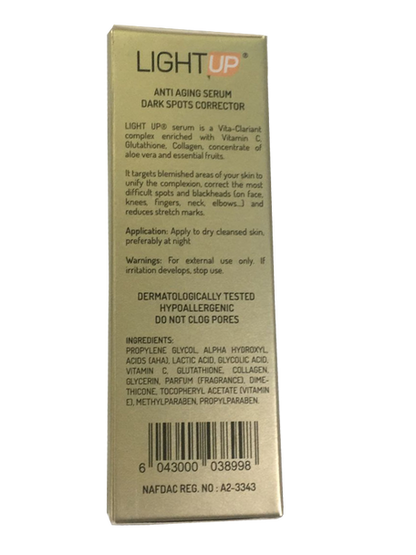 LIGHT UP®
ANTI AGING SERUM
DARK SPOTS CORRECTOR
LIGHT UP® serum is a Vita-Clariant
complex enriched with Vitamin C,
Glutathione, Collagen, concentrate of
aloe vera and essential fruits.
It targets blemished areas of your skin to
unify the complexion, correct the most
difficult spots and blackheads (on face,
knees, fingers, neck, elbows...) and
reduces stretch marks.
Application: Apply to dry cleansed skin,
preferably at night
Warnings: For external use only. If
irritation develops, stop use.
DERMATOLOGICALLY TESTED
HYPOALLERGENIC
DO NOT CLOG PORES
INGREDIENTS:
PROPYLENE GLYCOL, ALPHA HYDROXYL,
ACIDS (AHA), LACTIC ACID, GLYCOLIC ACID,
VITAMIN C, GLUTATHIONE, COLLAGEN,
GLYCERIN, PARFUM (FRAGRANCE), DIME-
THICONE, TOCOPHERYL ACETATE (VITAMIN
E), METHYLPARABEN, PROPYLPARABEN.
6 043000 038998
NAFDAC REG. NO : A2-3343